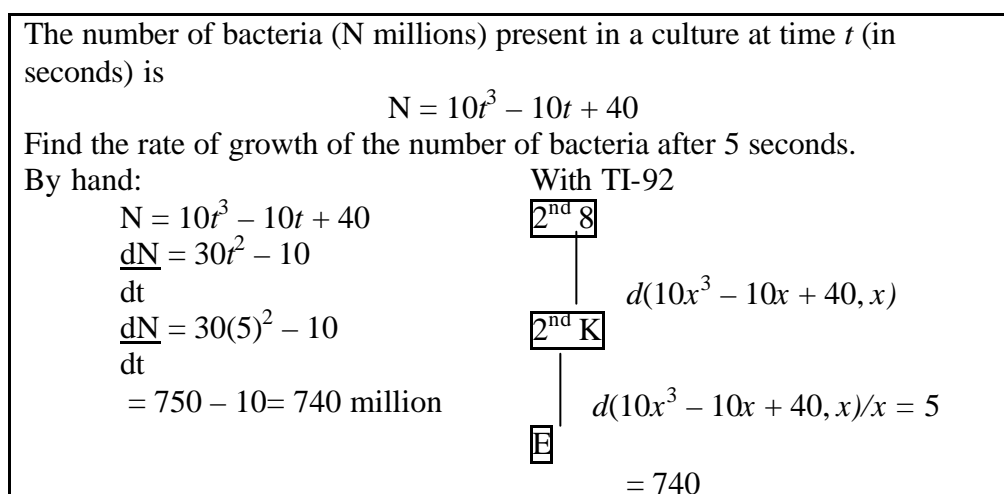 The number of bacteria (N millions) present in a culture at time t (in
seconds) is
N = 10t³ – 10t + 40
Find the rate of growth of the number of bacteria after 5 seconds.
By hand:
N = 10t³ – 10t + 40
dN = 30t² – 10
dt
dN = 30(5)² – 10
dt
= 750 – 10= 740 million
With TI-92
2ⁿᵈ 8
d(10x³ – 10x + 40, x)
2ⁿᵈ K
d(10x³ – 10x + 40, x)/x = 5
E
= 740